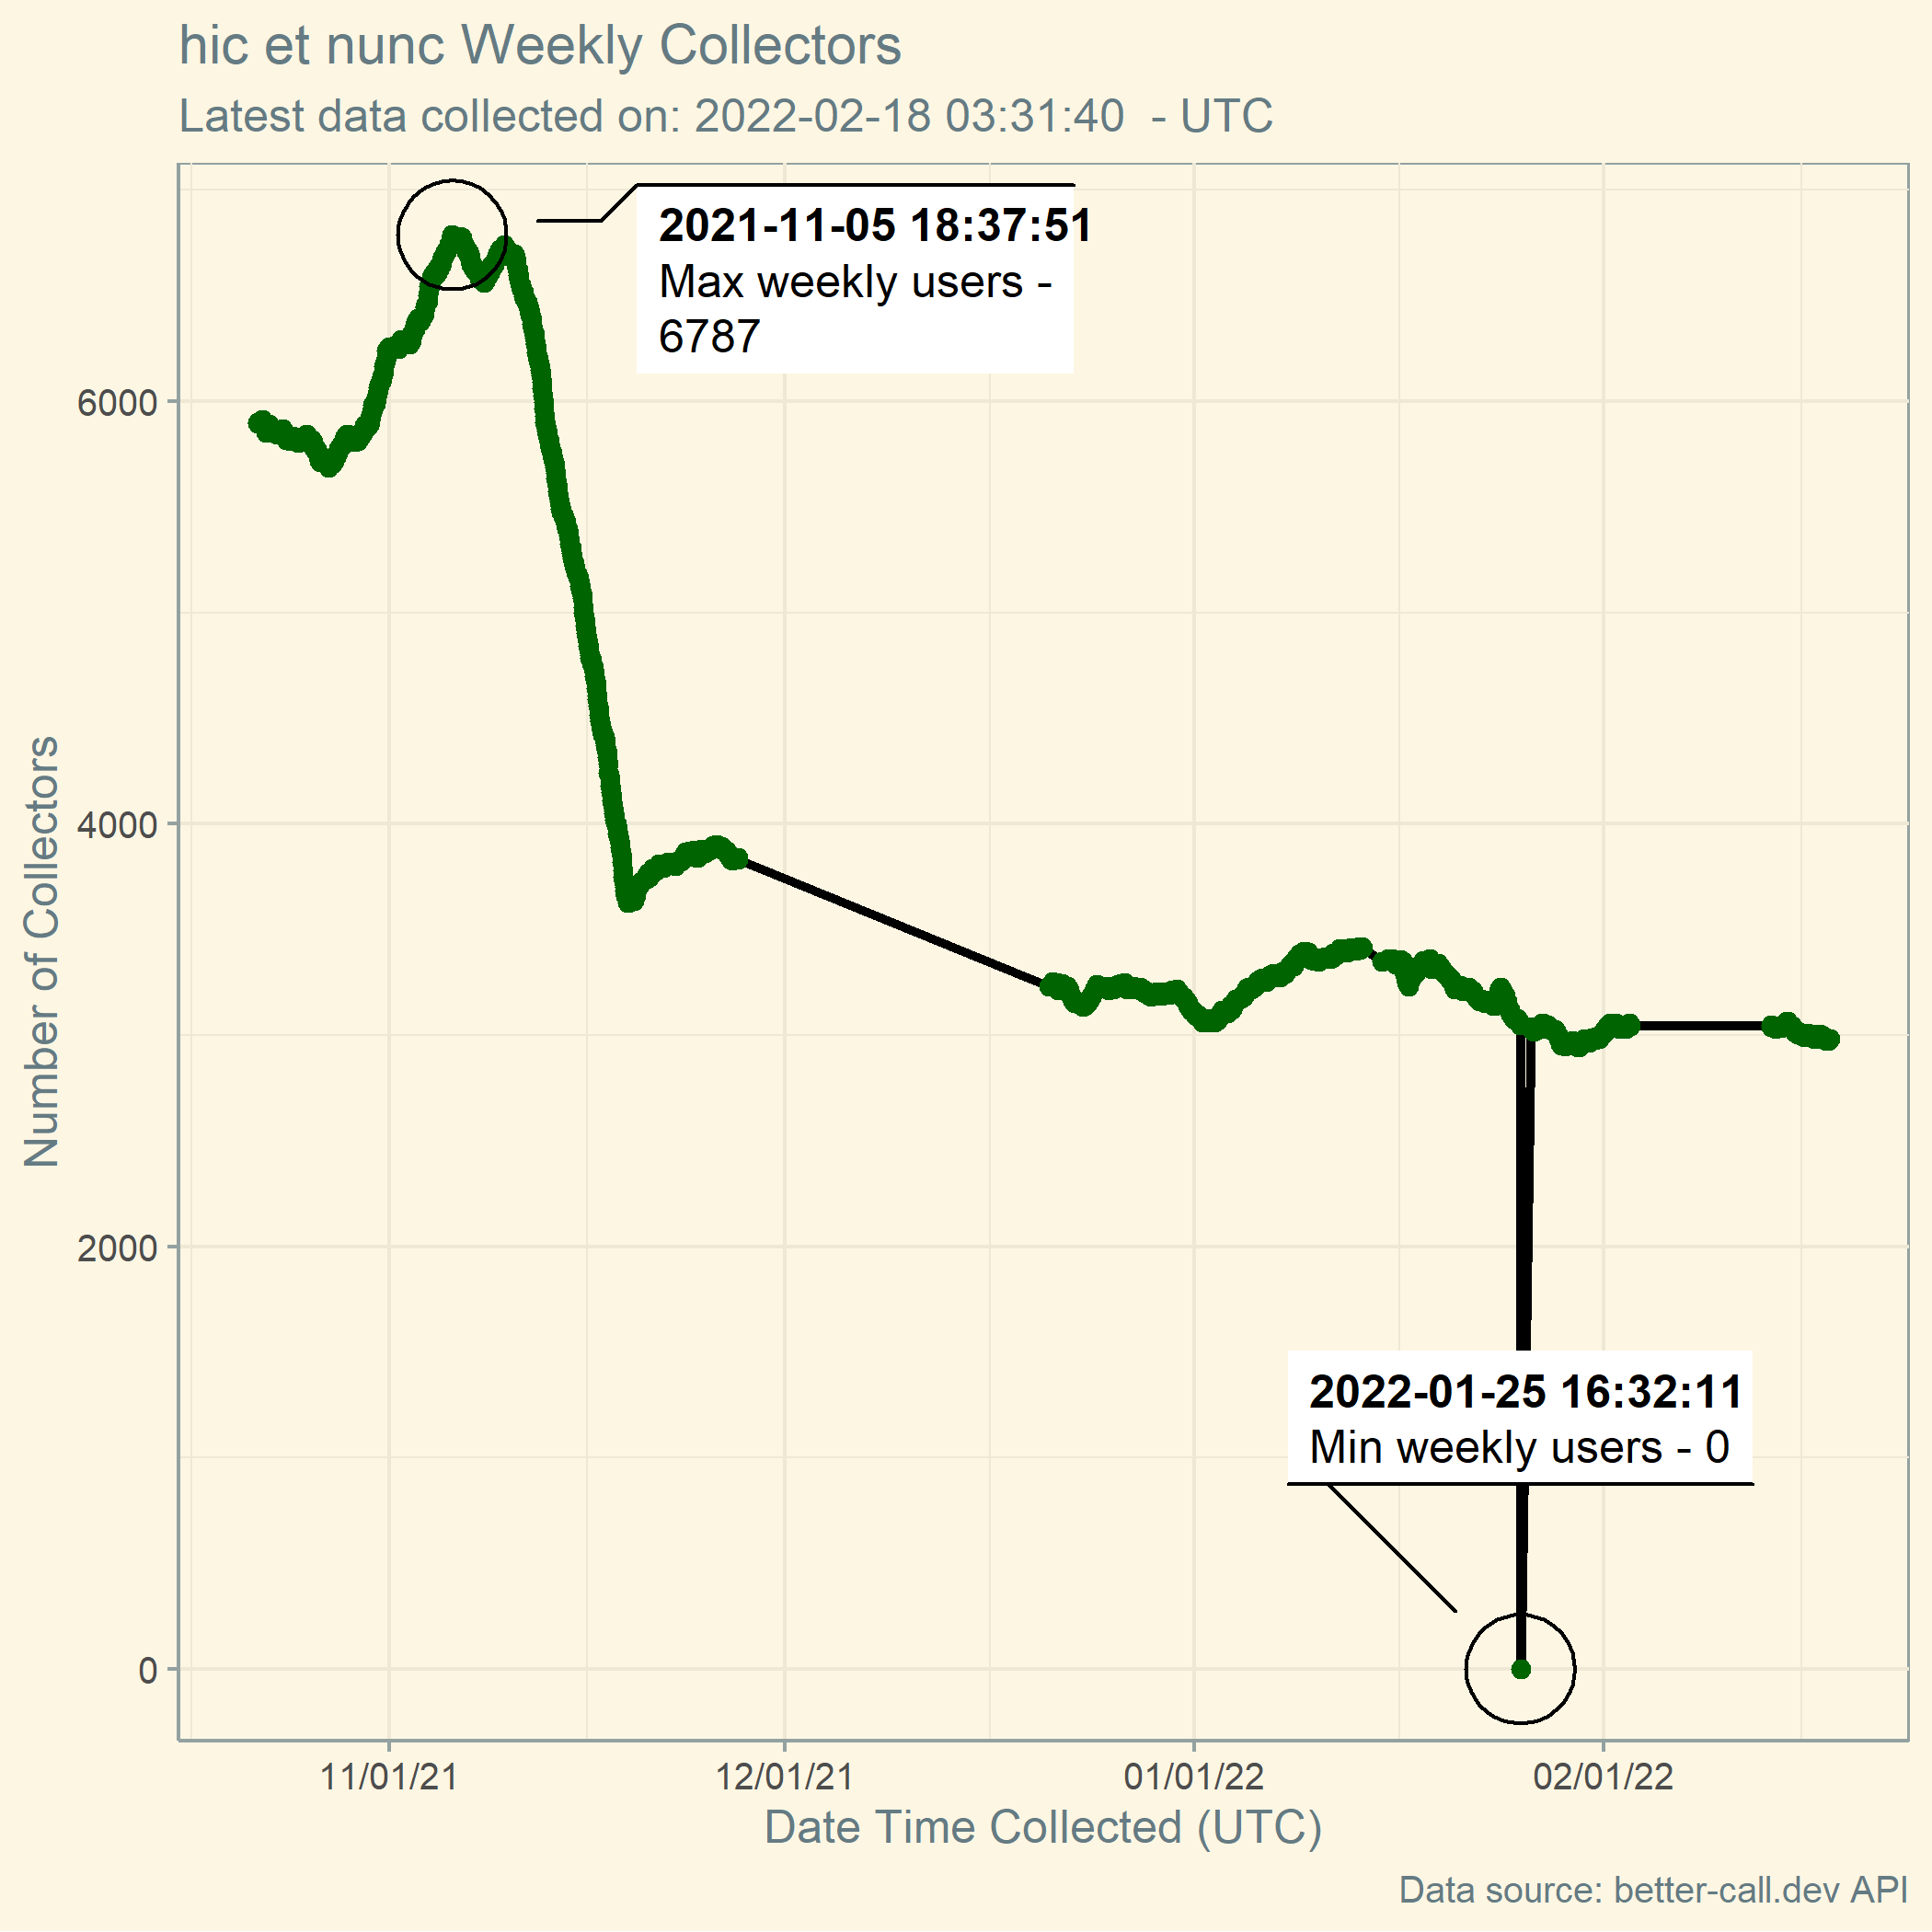 hic et nunc Weekly Collectors
Latest data collected on: 2022-02-18 03:31:40  - UTC
2021-11-05 18:37:51
Max weekly users -
6787
6000
4000
2000
0
Number of Collectors
2022-01-25 16:32:11
Min weekly users - 0
11/01/21
12/01/21
01/01/22
02/01/22
Date Time Collected (UTC)
Data source: better-call.dev API